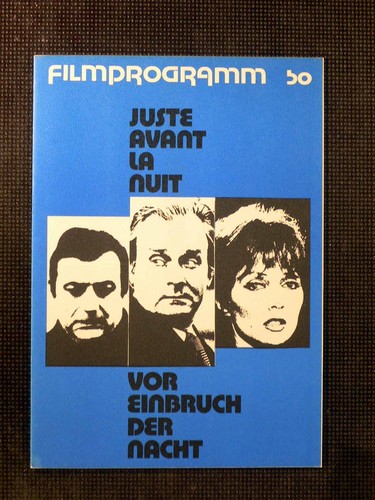 FILMPROGRAMM 50
JUSTE
AVANT
LA
NUIT
VOR
EINBRUCH
DER
NACHT